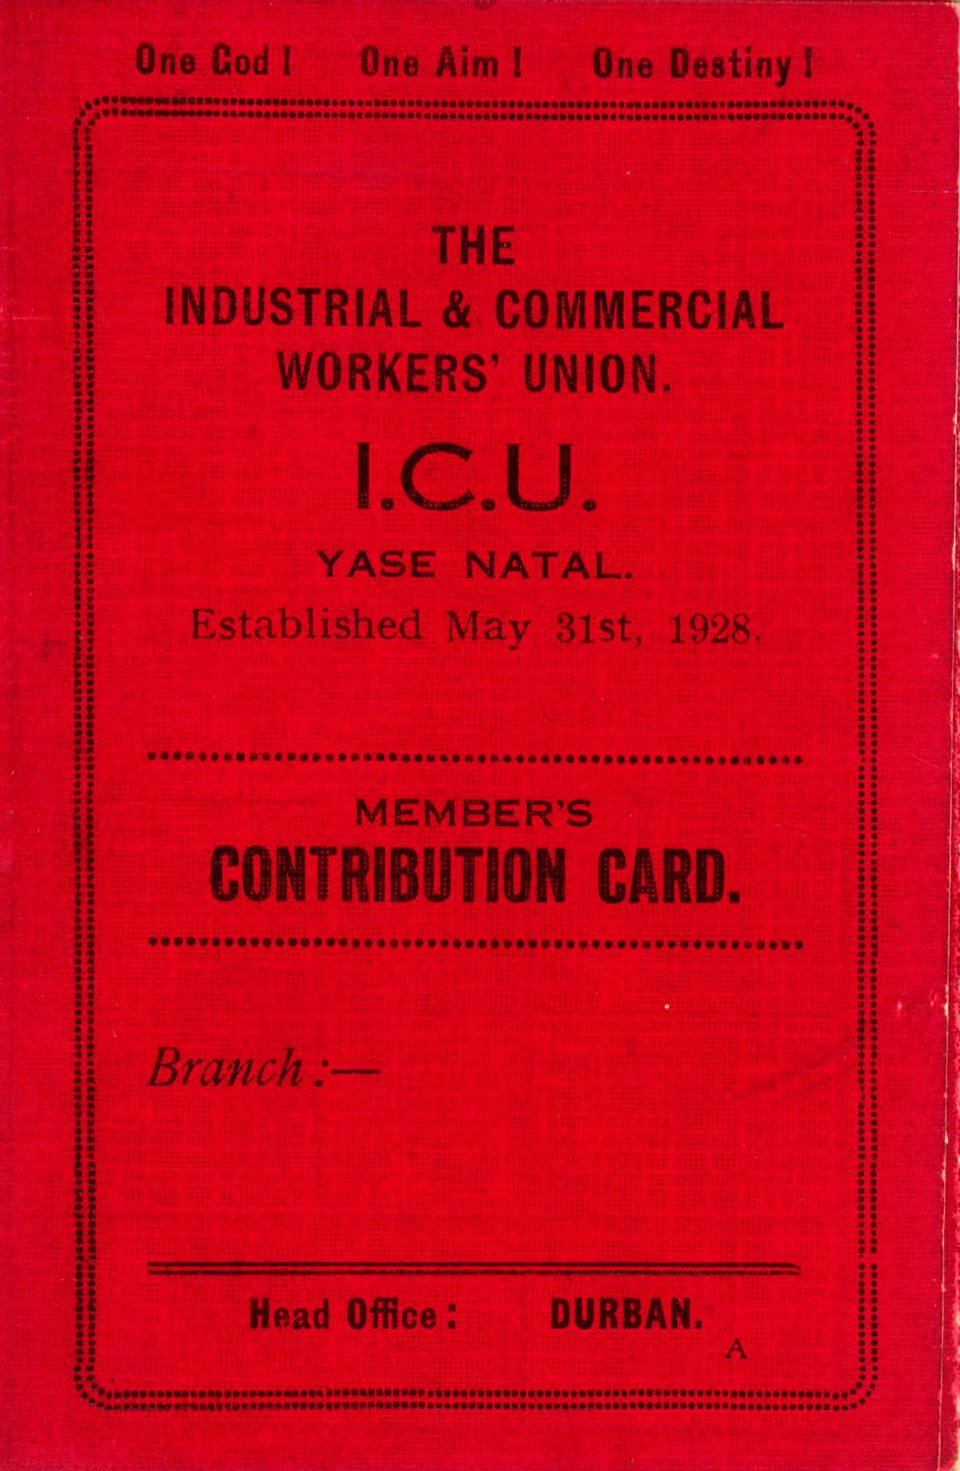 One God! One Aim! One Destiny!
THE
INDUSTRIAL & COMMERCIAL
WORKERS' UNION.
I.C.U.
YASE NATAL.
Established May 31st, 1928.
MEMBER'S
CONTRIBUTION CARD.
Branch:—
Head Office: DURBAN.
A